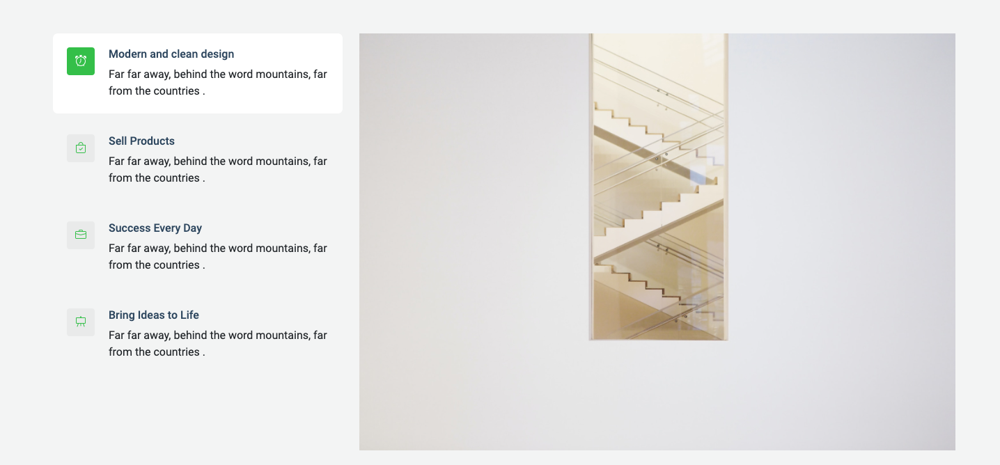 Modern and clean design
Far far away, behind the word mountains, far
from the countries .
Sell Products
Far far away, behind the word mountains, far
from the countries .
Success Every Day
Far far away, behind the word mountains, far
from the countries .
Bring Ideas to Life
Far far away, behind the word mountains, far
from the countries .